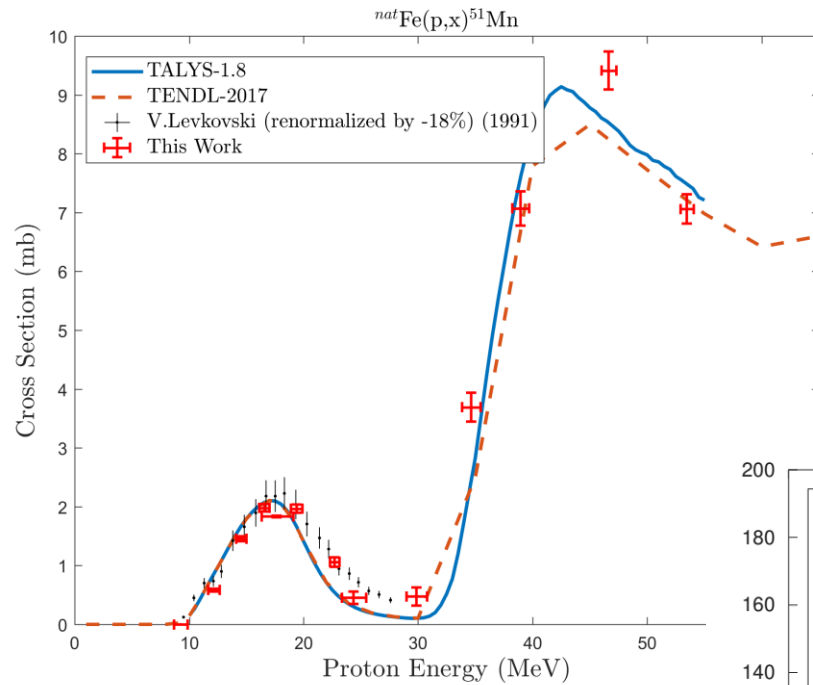 natFe(p,x)51Mn
10
9
8
7
6
5
4
3
2
1
0
Cross Section (mb)
TALYS-1.8
TENDL-2017
V.Levkovski (renormalized by -18%) (1991)
This Work
0 10 20 30 40 50
Proton Energy (MeV)
200
190
180
160
140